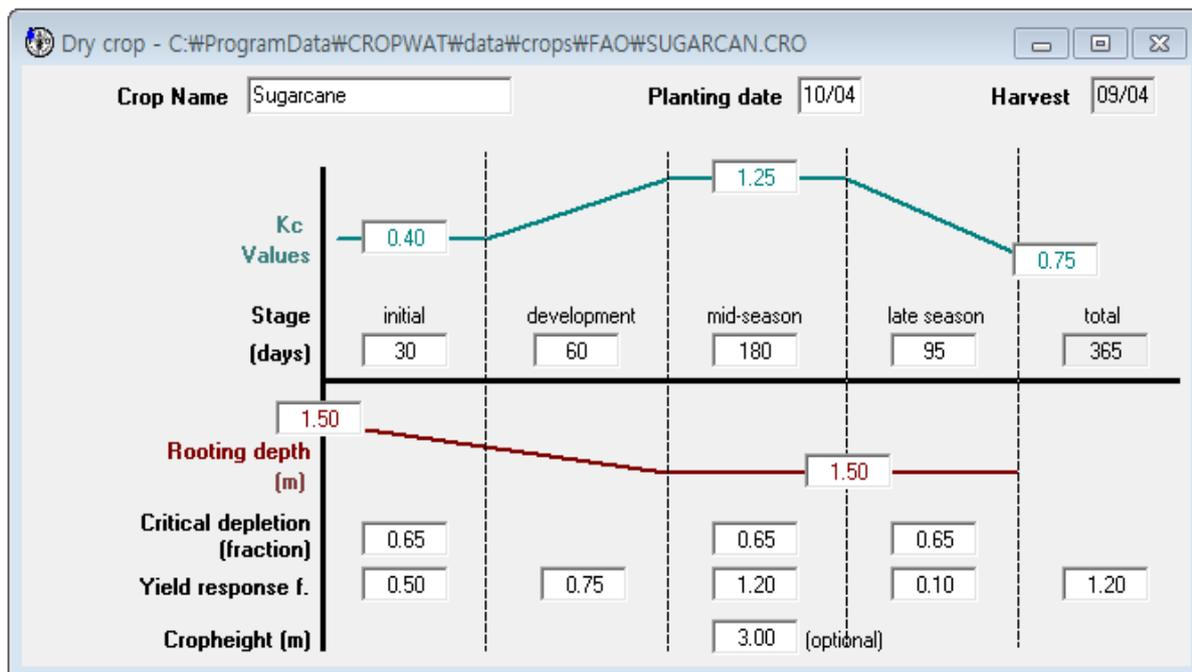 Dry crop - C:₩ProgramData₩CROPWAT₩data₩crops₩FAO₩SUGARCAN.CRO
Crop Name Sugarcane Planting date 10/04 Harvest 09/04
1.25
Kc
Values
0.40
0.75
Stage initial development mid-season late season total
(days) 30 60 180 95 365
1.50
Rooting depth
(m)
1.50
Critical depletion
(fraction)
0.65 0.65 0.65
Yield response f. 0.50 0.75 1.20 0.10 1.20
Cropheight (m) 3.00 (optional)